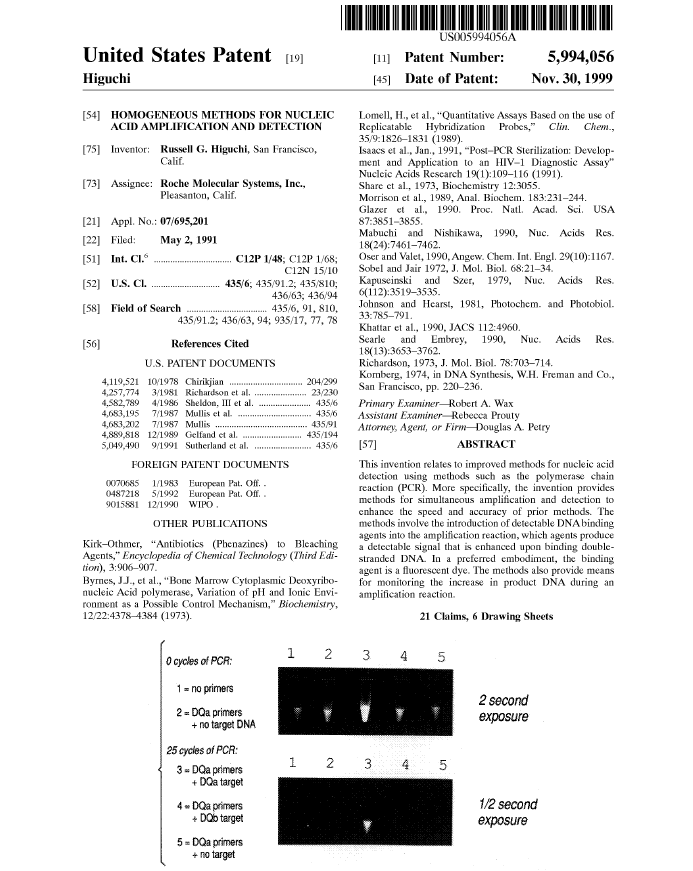 US005994056A
United States Patent [19]
Higuchi
[11] Patent Number: 5,994,056
[45] Date of Patent: Nov. 30, 1999
[54] HOMOGENEOUS METHODS FOR NUCLEIC
ACID AMPLIFICATION AND DETECTION
[75] Inventor: Russell G. Higuchi, San Francisco,
Calif.
[73] Assignee: Roche Molecular Systems, Inc.,
Pleasanton, Calif.
[21] Appl. No.: 07/695,201
[22] Filed: May 2, 1991
[51] Int. Cl.6 ............................. C12P 1/48; C12P 1/68;
C12N 15/10
[52] U.S. Cl. .......................... 435/6; 435/91.2; 435/810;
436/63; 436/94
[58] Field of Search ............................... 435/6, 91, 810,
435/91.2; 436/63, 94; 935/17, 77, 78
[56] References Cited
U.S. PATENT DOCUMENTS
4,119,521 10/1978 Chirikjian ............................... 204/299
4,257,774 3/1981 Richardson et al. ...................... 23/230
4,582,789 4/1986 Sheldon, III et al. ..................... 435/6
4,683,195 7/1987 Mullis et al. ............................. 435/6
4,683,202 7/1987 Mullis ....................................... 435/91
4,889,818 12/1989 Gelfand et al. .......................... 435/194
5,049,490 9/1991 Sutherland et al. ...................... 435/6
FOREIGN PATENT DOCUMENTS
0070685 1/1983 European Pat. Off. .
0487218 5/1992 European Pat. Off. .
9015881 12/1990 WIPO .
OTHER PUBLICATIONS
Kirk–Othmer, “Antibiotics (Phenazines) to Bleaching
Agents,” Encyclopedia of Chemical Technology (Third Edi-
tion), 3:906–907.
Byrnes, J.J., et al., “Bone Marrow Cytoplasmic Deoxyribo-
nucleic Acid polymerase, Variation of pH and Ionic Envi-
ronment as a Possible Control Mechanism,” Biochemistry,
12/22:4378–4384 (1973).
Lomell, H., et al., “Quantitative Assays Based on the use of
Replicatable Hybridization Probes,” Clin. Chem.,
35/9:1826–1831 (1989).
Isaacs et al., Jan., 1991, “Post–PCR Sterilization: Develop-
ment and Application to an HIV–1 Diagnostic Assay”
Nucleic Acids Research 19(1):109–116 (1991).
Share et al., 1973, Biochemistry 12:3055.
Morrison et al., 1989, Anal. Biochem. 183:231–244.
Glazer et al., 1990. Proc. Natl. Acad. Sci. USA
87:3851–3855.
Mabuchi and Nishikawa, 1990, Nuc. Acids Res.
18(24):7461–7462.
Oser and Valet, 1990, Angew. Chem. Int. Engl. 29(10):1167.
Sobel and Jair 1972, J. Mol. Biol. 68:21–34.
Kapuseinski and Szer, 1979, Nucl. Acids Res.
6(112):3519–3535.
Johnson and Hearst, 1981, Photochem. and Photobiol.
33:785–791.
Khattar et al., 1990, JACS 112:4960.
Searle and Embrey, 1990, Nuc. Acids Res.
18(13):3653–3762.
Richardson, 1973, J. Mol. Biol. 78:703–714.
Kornberg, 1974, in DNA Synthesis, W.H. Freeman and Co.,
San Francisco, pp. 220–236.
Primary Examiner—Robert A. Wax
Assistant Examiner—Rebecca Prouty
Attorney, Agent, or Firm—Douglas A. Petry
[57] ABSTRACT
This invention relates to improved methods for nucleic acid
detection using methods such as the polymerase chain
reaction (PCR). More specifically, the invention provides
methods for simultaneous amplification and detection to
enhance the speed and accuracy of prior methods. The
methods involve the introduction of detectable DNA binding
agents into the amplification reaction, which agents produce
a detectable signal that is enhanced upon binding double-
stranded DNA. In a preferred embodiment, the binding
agent is a fluorescent dye. The methods also provide means
for monitoring the increase in product DNA during an
amplification reaction.
21 Claims, 6 Drawing Sheets
0 cycles of PCR:
1 = no primers
2 = DQa primers
+ no target DNA
25 cycles of PCR:
3 = DQa primers
+ DQa target
4 = DQa primers
+ DQb target
5 = DQa primers
+ no target
1 2 3 4 5
2 second
exposure
1 2 3 4 5
1/2 second
exposure